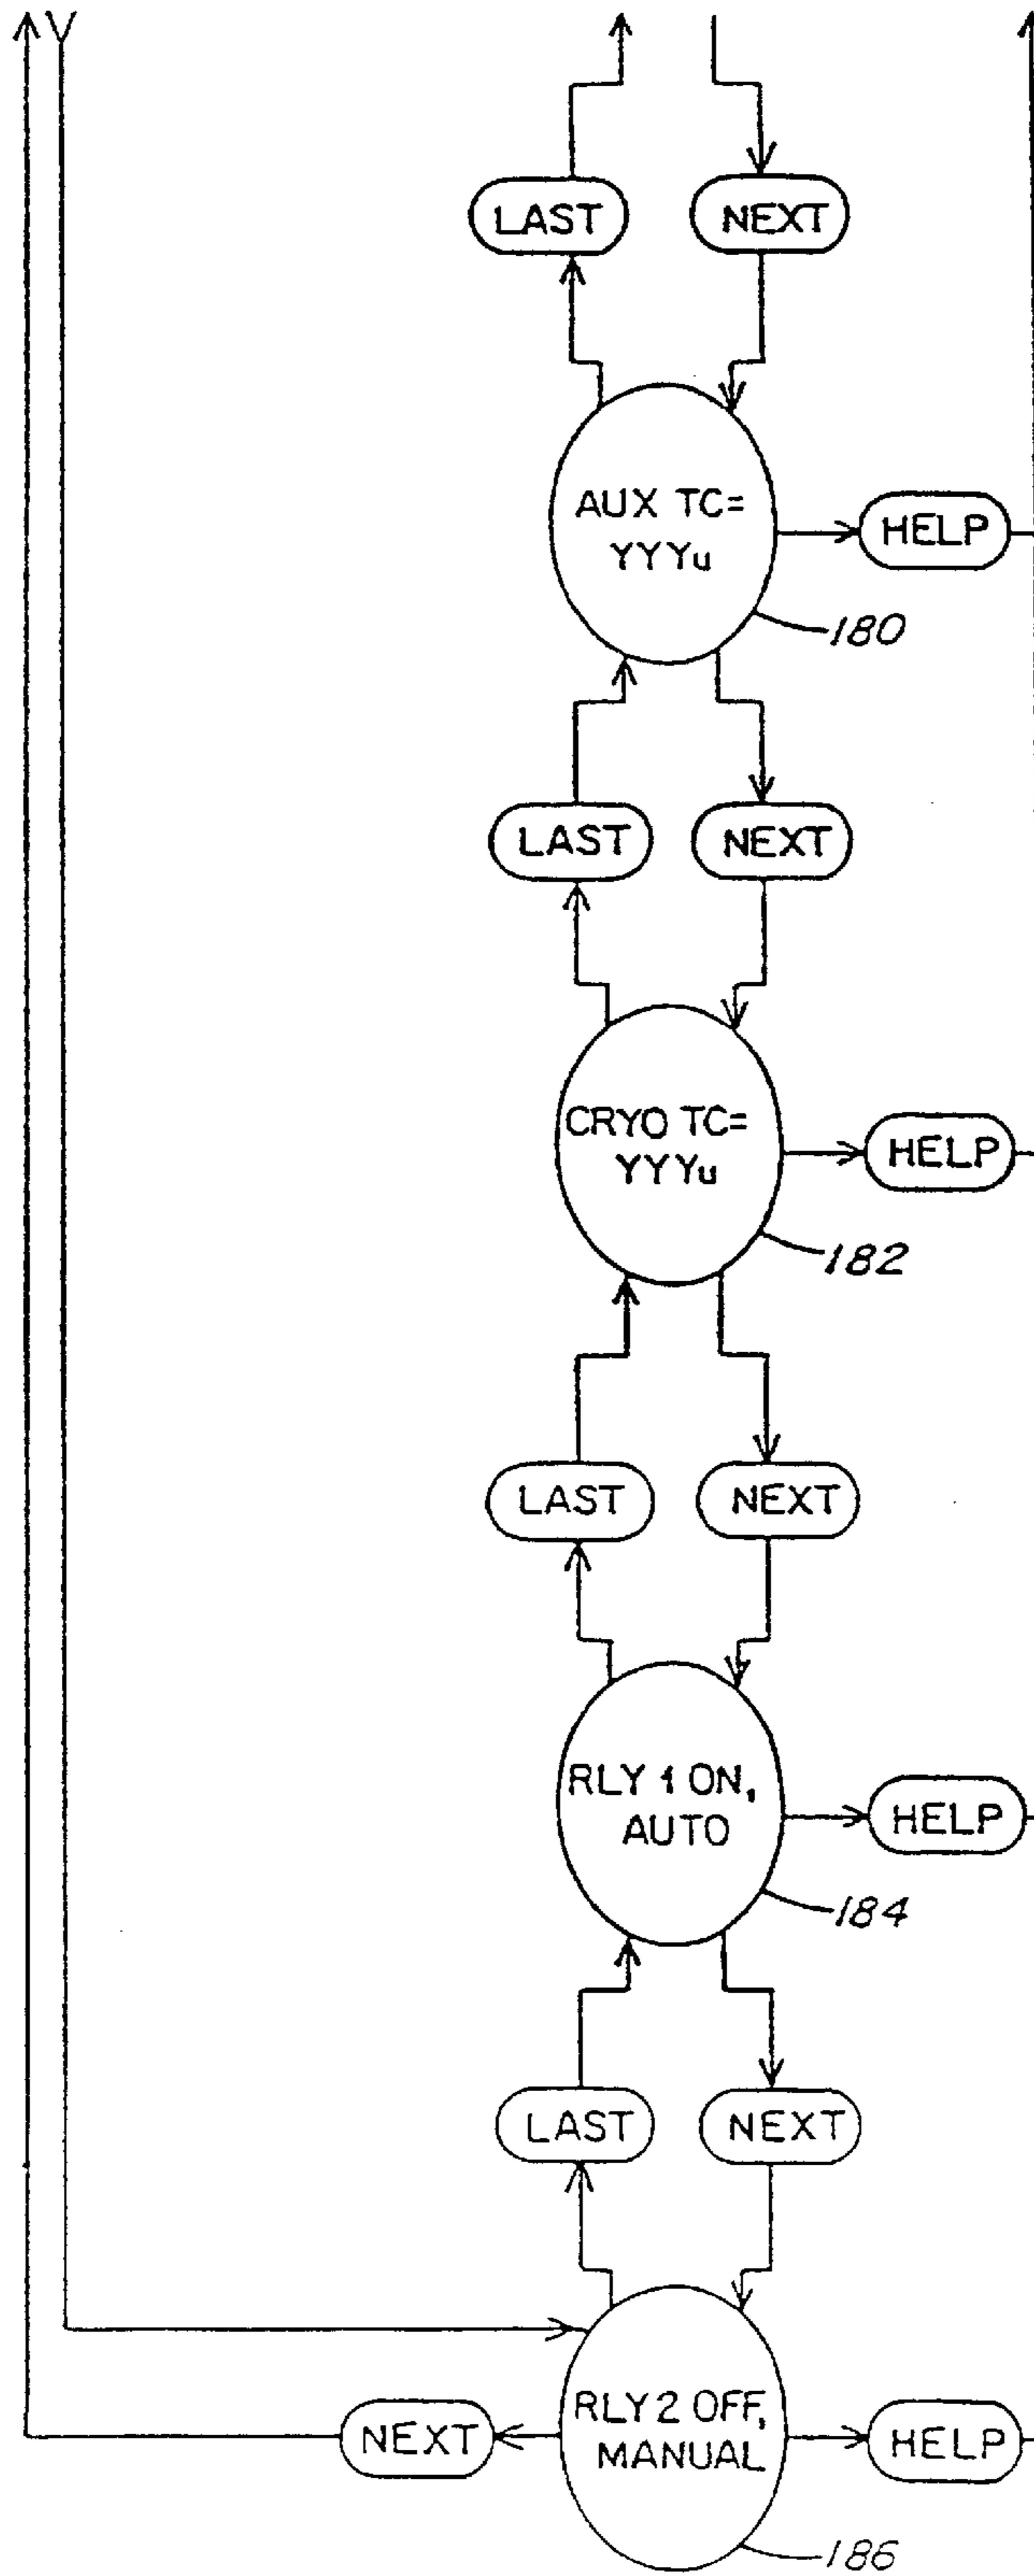 LAST NEXT
AUX TC=
YYYu
HELP
180
LAST NEXT
CRYO TC=
YYYu
HELP
182
LAST NEXT
RLY 1 ON,
AUTO
HELP
184
LAST NEXT
RLY 2 OFF,
MANUAL
NEXT
HELP
186